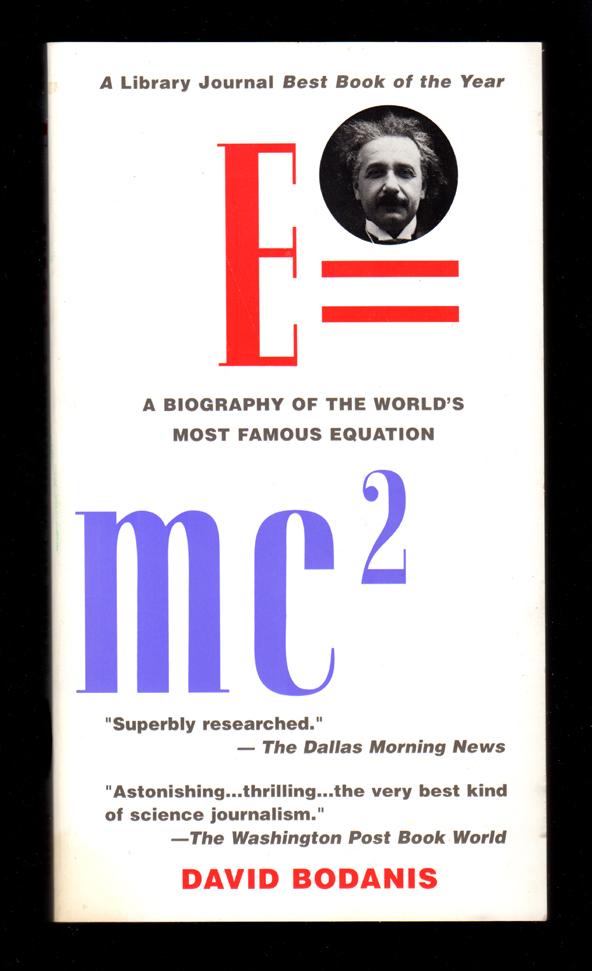 A Library Journal Best Book of the Year
E=
A BIOGRAPHY OF THE WORLD'S
MOST FAMOUS EQUATION
mc²
"Superbly researched."
— The Dallas Morning News
"Astonishing...thrilling...the very best kind
of science journalism."
—The Washington Post Book World
DAVID BODANIS